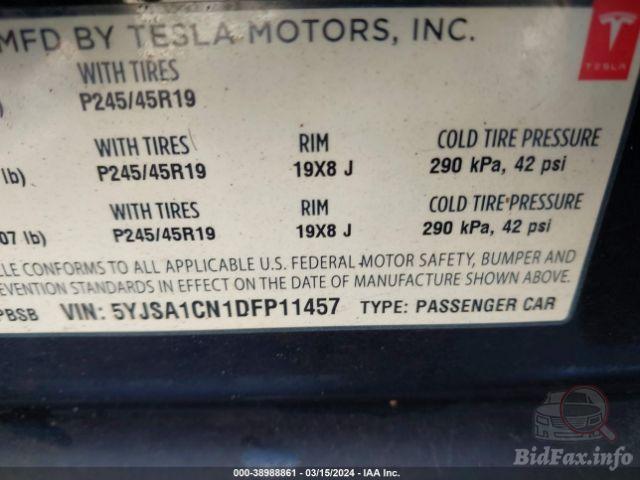 MFD BY TESLA MOTORS, INC.
TESLA
WITH TIRES
P245/45R19
WITH TIRES RIM COLD TIRE PRESSURE
lb) P245/45R19 19X8 J 290 kPa, 42 psi
WITH TIRES RIM COLD TIRE PRESSURE
07 lb) P245/45R19 19X8 J 290 kPa, 42 psi
LE CONFORMS TO ALL APPLICABLE U.S. FEDERAL MOTOR SAFETY, BUMPER AND
EVENTION STANDARDS IN EFFECT ON THE DATE OF MANUFACTURE SHOWN ABOVE.
PBSB VIN: 5YJSA1CN1DFP11457 TYPE: PASSENGER CAR
BidFax.info
000-38988861 - 03/15/2024 - IAA Inc.